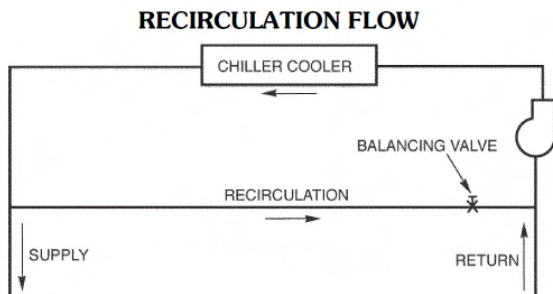 RECIRCULATION FLOW
CHILLER COOLER
BALANCING VALVE
RECIRCULATION
SUPPLY
RETURN